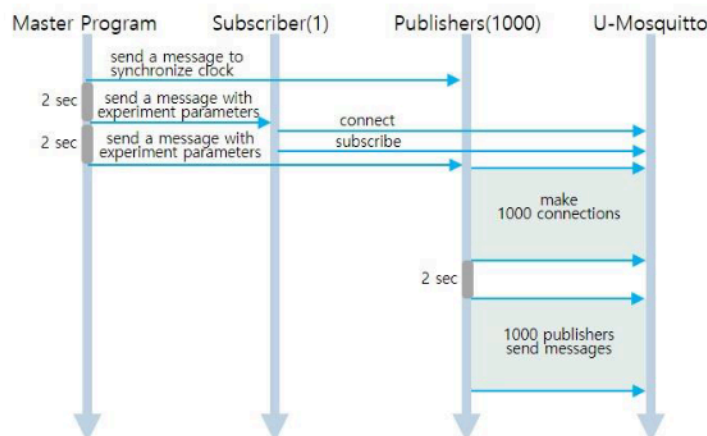 Master Program Subscriber(1) Publishers(1000) U-Mosquitto
send a message to
synchronize clock
2 sec
send a message with
experiment parameters
connect
2 sec
send a message with
experiment parameters
subscribe
make
1000 connections
2 sec
1000 publishers
send messages